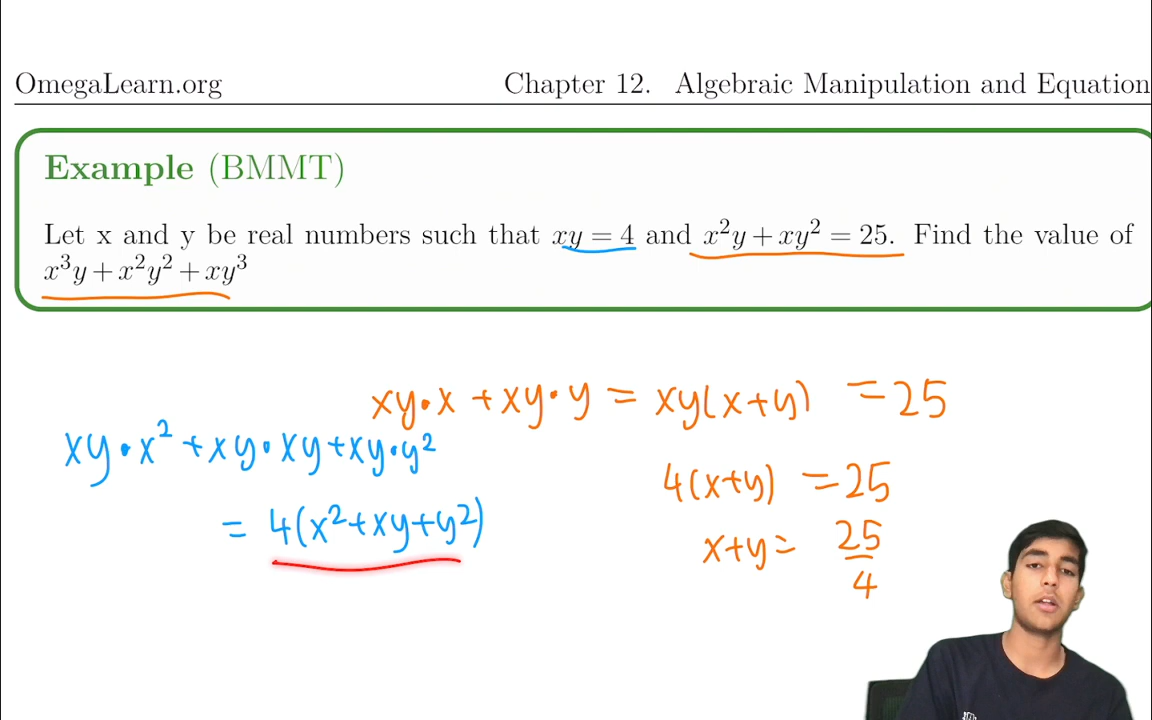 OmegaLearn.org Chapter 12. Algebraic Manipulation and Equation
Example (BMMT)
Let x and y be real numbers such that xy = 4 and x²y + xy² = 25. Find the value of
x³y + x²y² + xy³
xy·x + xy·y = xy(x+y) = 25
xy·x² + xy·xy + xy·y²
= 4(x²+xy+y²)
4(x+y) = 25
x+y = 25/4